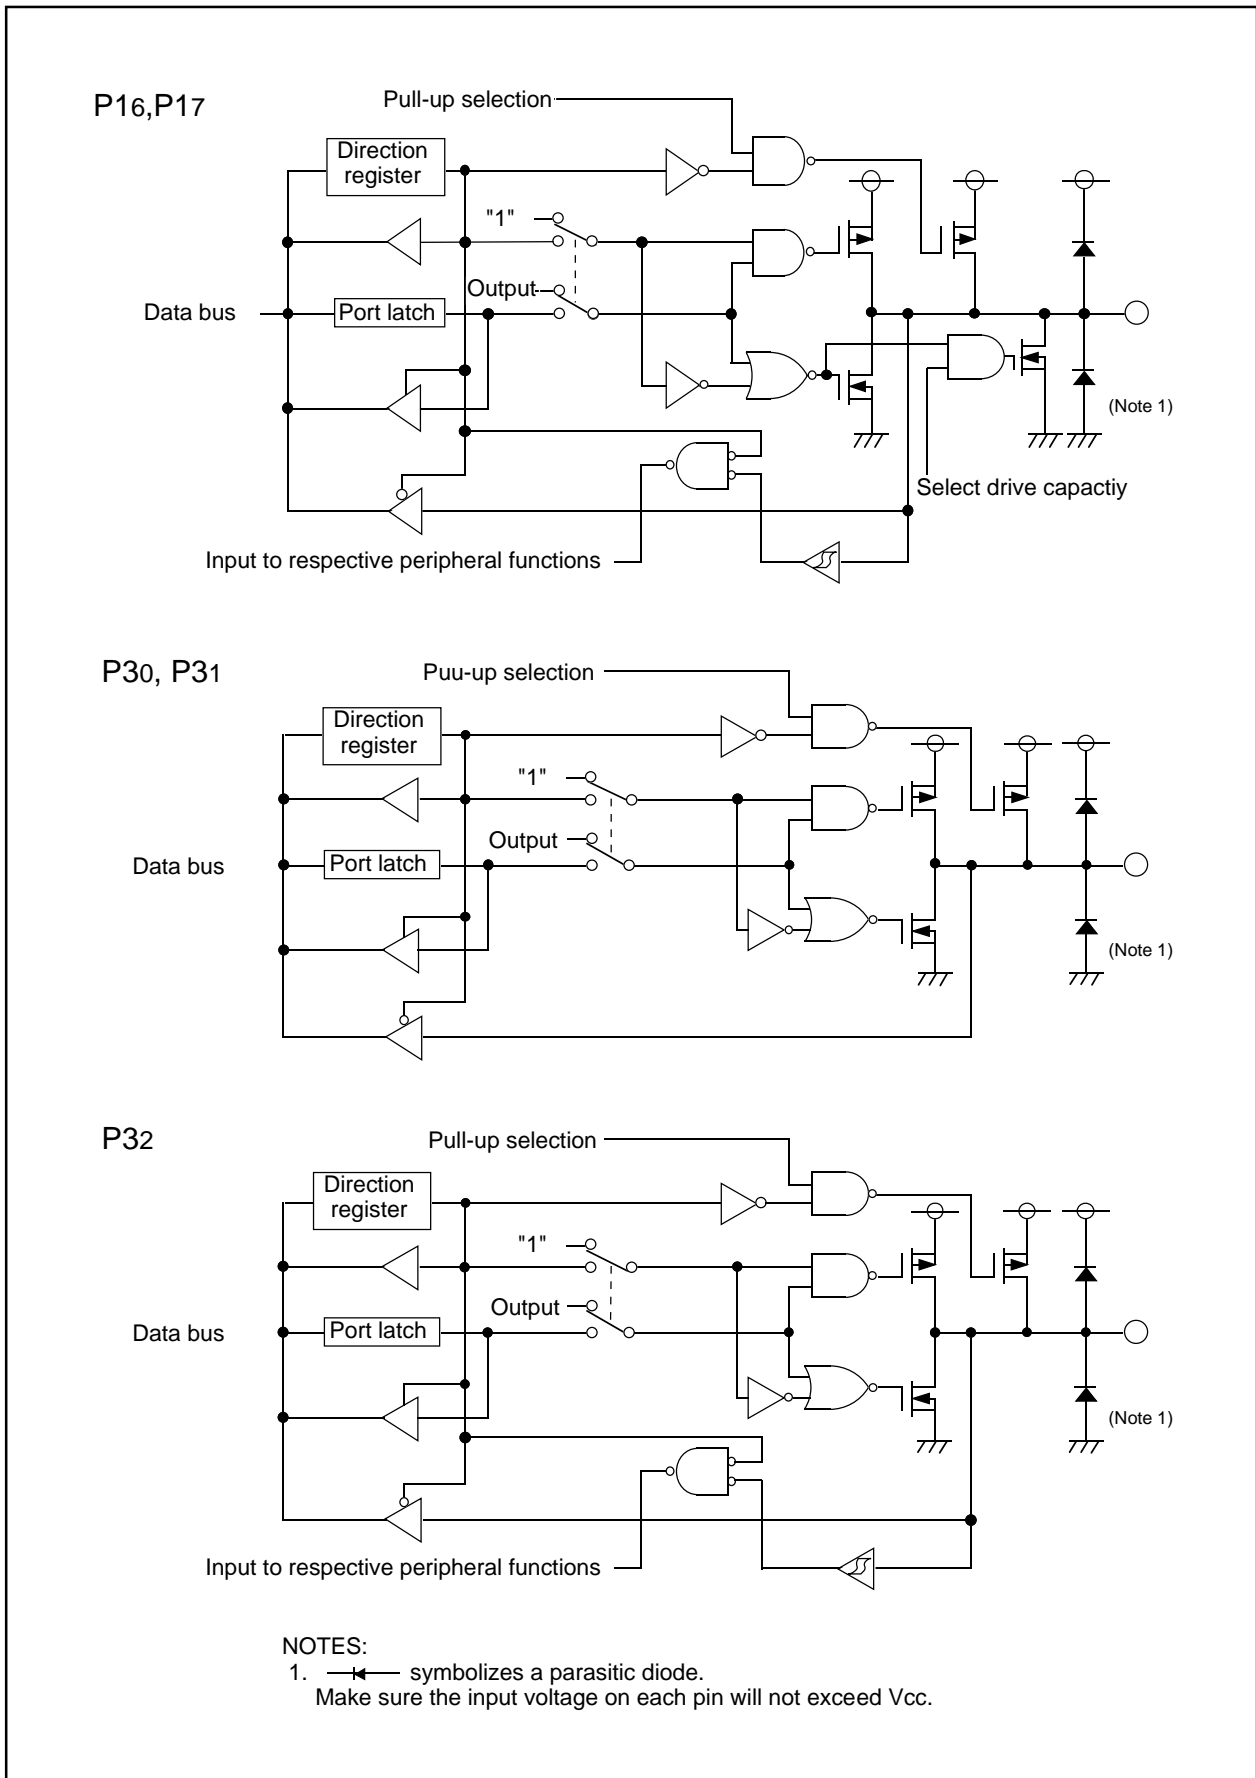 P16,P17
Pull-up selection
Direction
register
"1"
Output
Data bus
Port latch
(Note 1)
Select drive capactiy
Input to respective peripheral functions
P30, P31
Puu-up selection
Direction
register
"1"
Output
Data bus
Port latch
(Note 1)
P32
Pull-up selection
Direction
register
"1"
Output
Data bus
Port latch
(Note 1)
Input to respective peripheral functions
NOTES:
1. symbolizes a parasitic diode.
Make sure the input voltage on each pin will not exceed Vcc.